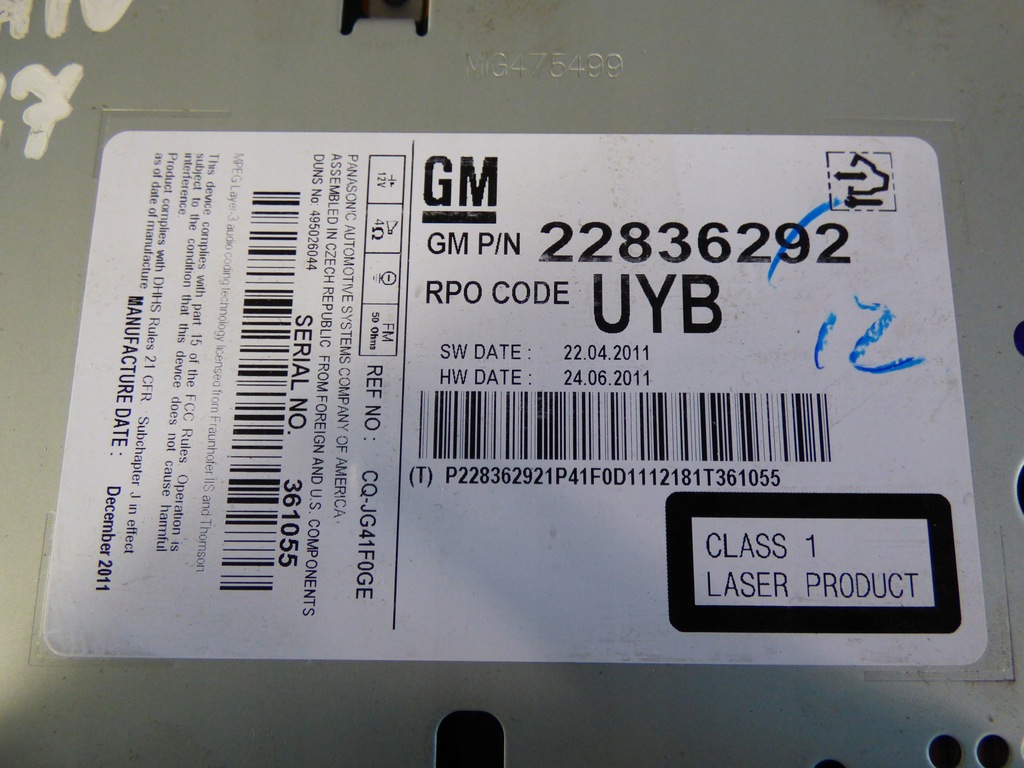 MG475499
GM
GM P/N 22836292
RPO CODE UYB
SW DATE : 22.04.2011
HW DATE : 24.06.2011
(T) P228362921P41F0D1112181T361055
CLASS 1
LASER PRODUCT
12
12V
4Ω
FM
50 Ohms
REF NO : CQ-JG41F0GE
PANASONIC AUTOMOTIVE SYSTEMS COMPANY OF AMERICA
ASSEMBLED IN CZECH REPUBLIC FROM FOREIGN AND U.S. COMPONENTS
DUNS No: 495026044
SERIAL NO. 361055
MPEG Layer-3 audio coding technology licensed from Fraunhofer IIS and Thomson
This device complies with part 15 of the FCC Rules. Operation is
subject to the condition that this device does not cause harmful
interference.
Product complies with DHHS Rules 21 CFR Subchapter J in effect
as of date of manufacture
MANUFACTURE DATE : December 2011